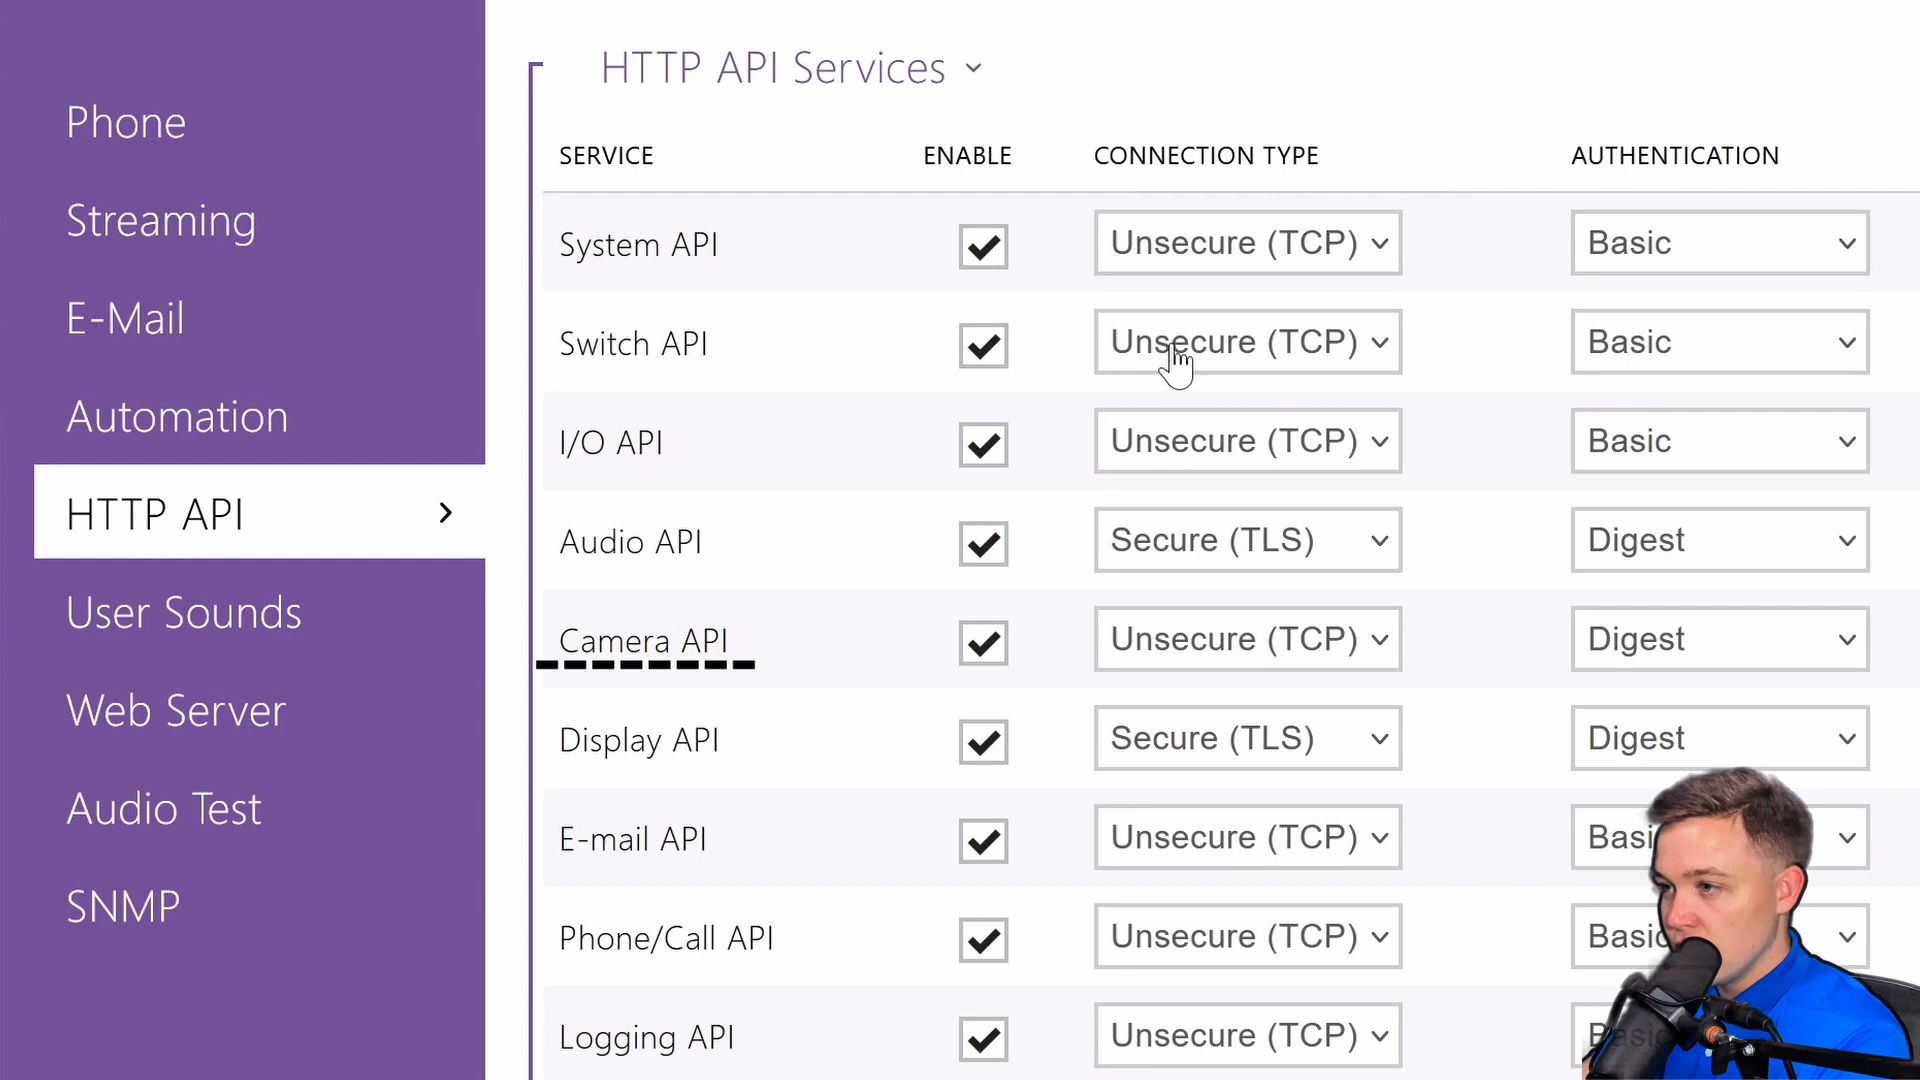 Phone
Streaming
E-Mail
Automation
HTTP API
User Sounds
Web Server
Audio Test
SNMP
HTTP API Services
SERVICE ENABLE CONNECTION TYPE AUTHENTICATION
System API Unsecure (TCP) Basic
Switch API Unsecure (TCP) Basic
I/O API Unsecure (TCP) Basic
Audio API Secure (TLS) Digest
Camera API Unsecure (TCP) Digest
Display API Secure (TLS) Digest
E-mail API Unsecure (TCP)
Phone/Call API Unsecure (TCP) Basic
Logging API Unsecure (TCP) Basic